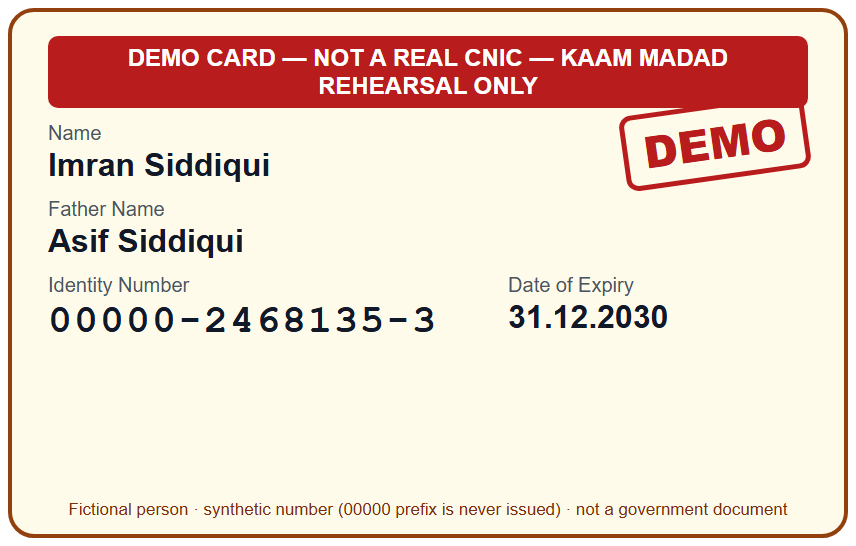 DEMO CARD — NOT A REAL CNIC — KAAM MADAD
REHEARSAL ONLY
DEMO
Name
Imran Siddiqui
Father Name
Asif Siddiqui
Identity Number
00000-2468135-3
Date of Expiry
31.12.2030
Fictional person · synthetic number (00000 prefix is never issued) · not a government document